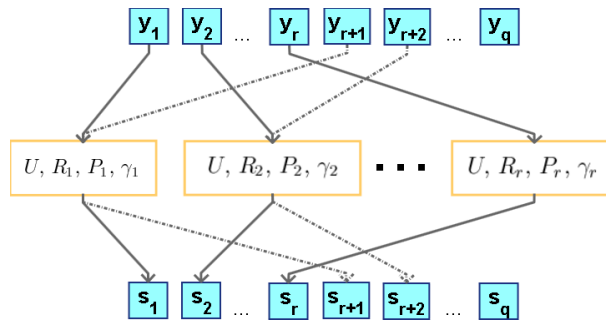 y1 y2 ... yr yr+1 yr+2 ... yq
U, R1, P1, γ1 U, R2, P2, γ2 ▪ ▪ ▪ U, Rr, Pr, γr
s1 s2 ... sr sr+1 sr+2 ... sq